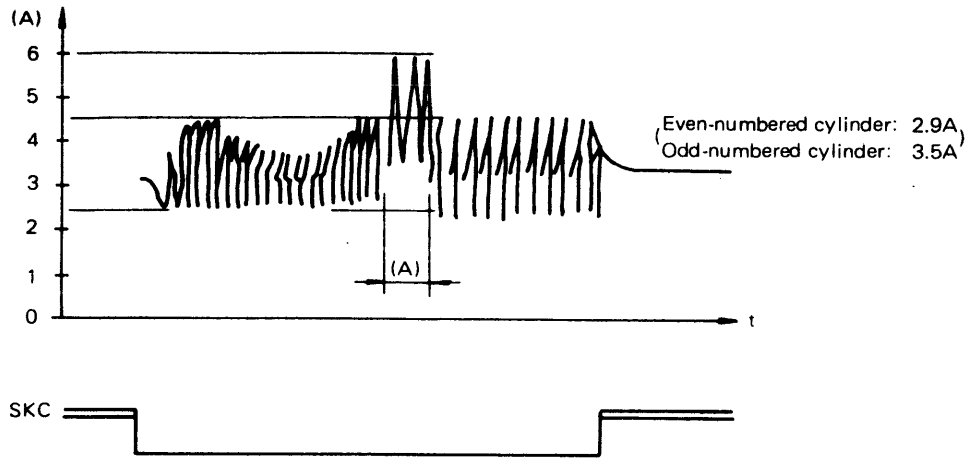 (A)
6
5
4
3
2
1
0
(Even-numbered cylinder: 2.9A)
Odd-numbered cylinder: 3.5A
(A)
t
SKC